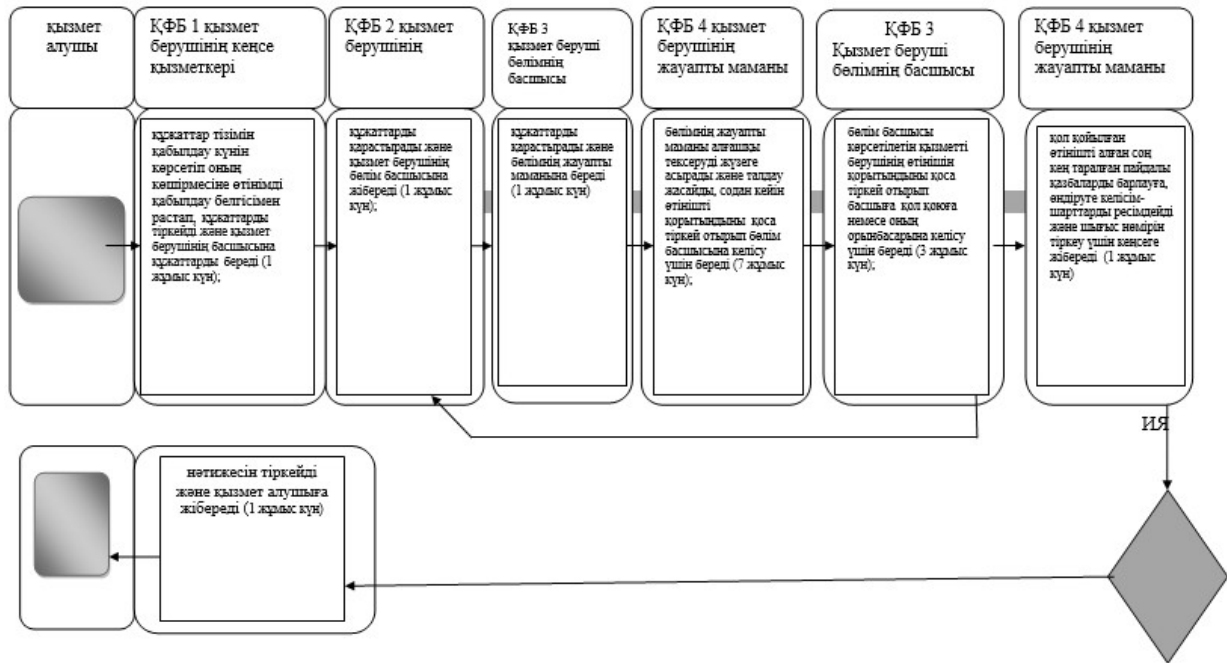 қызмет
алушы
ҚФБ 1 қызмет
берушінің кеңсе
қызметкері
ҚФБ 2 қызмет
берушінің
ҚФБ 3
қызмет беруші
бөлімнің
басшысы
ҚФБ 4 қызмет
берушінің
жауапты маманы
ҚФБ 3
Қызмет беруші
бөлімнің басшысы
ҚФБ 4 қызмет
берушінің
жауапты маманы
құжаттар тізімін
қабылдау күнін
көрсетіп оның
көшірмесіне өтінімді
қабылдау белгісімен
растап, құжаттарды
тіркейді және қызмет
берушінің басшысына
құжаттарды береді (1
жұмыс күн);
құжаттарды
қарастырады және
қызмет берушінің
бөлім басшысына
жібереді (1 жұмыс
күн);
құжаттарды
қарастырады және
бөлімнің жауапты
маманына береді
(1 жұмыс күн)
бөлімнің жауапты
маманы алғашқы
тексеруді жүзеге
асырады және талдау
жасайды, содан кейін
өтінішті
қорытындыны қоса
тіркей отырып бөлім
басшысына келісу
үшін береді (7 жұмыс
күн);
бөлім басшысы
көрсетілетін қызметті
берушінің өтінішін
қорытындыны қоса
тіркей отырып
басшыға қол қоюға
немесе оның
орынбасарына келісу
үшін береді (3 жұмыс
күн);
қол қойылған
өтінішті алған соң
кең таралған пайдалы
қазбаларды барлауға,
өндіруге келісім-
шарттарды ресімдейді
және шығыс нөмірін
тіркеу үшін кеңсеге
жібереді (1 жұмыс
күн)
ИЯ
нәтижесін тіркейді
және қызмет алушыға
жібереді (1 жұмыс күн)